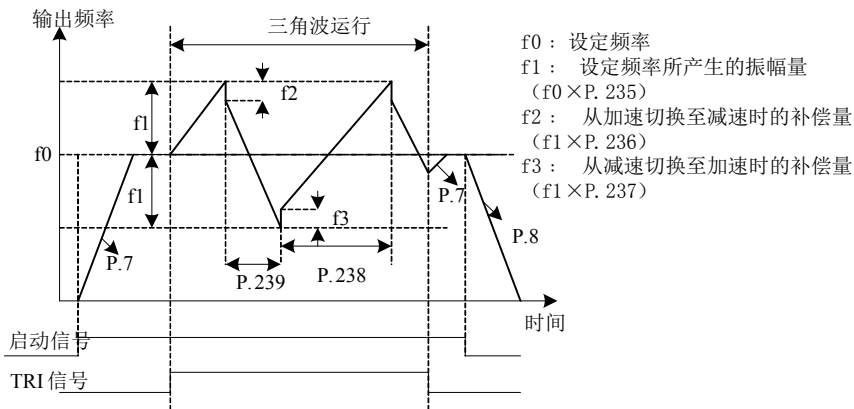 输出频率
三角波运行
f0： 设定频率
f1： 设定频率所产生的振幅量
（f0×P.235）
f2： 从加速切换至减速时的补偿量
（f1×P.236）
f3： 从减速切换至加速时的补偿量
（f1×P.237）
f2
f1
f0
f1
f3
P.7
P.7
P.8
P.239
P.238
时间
启动信号
TRI 信号